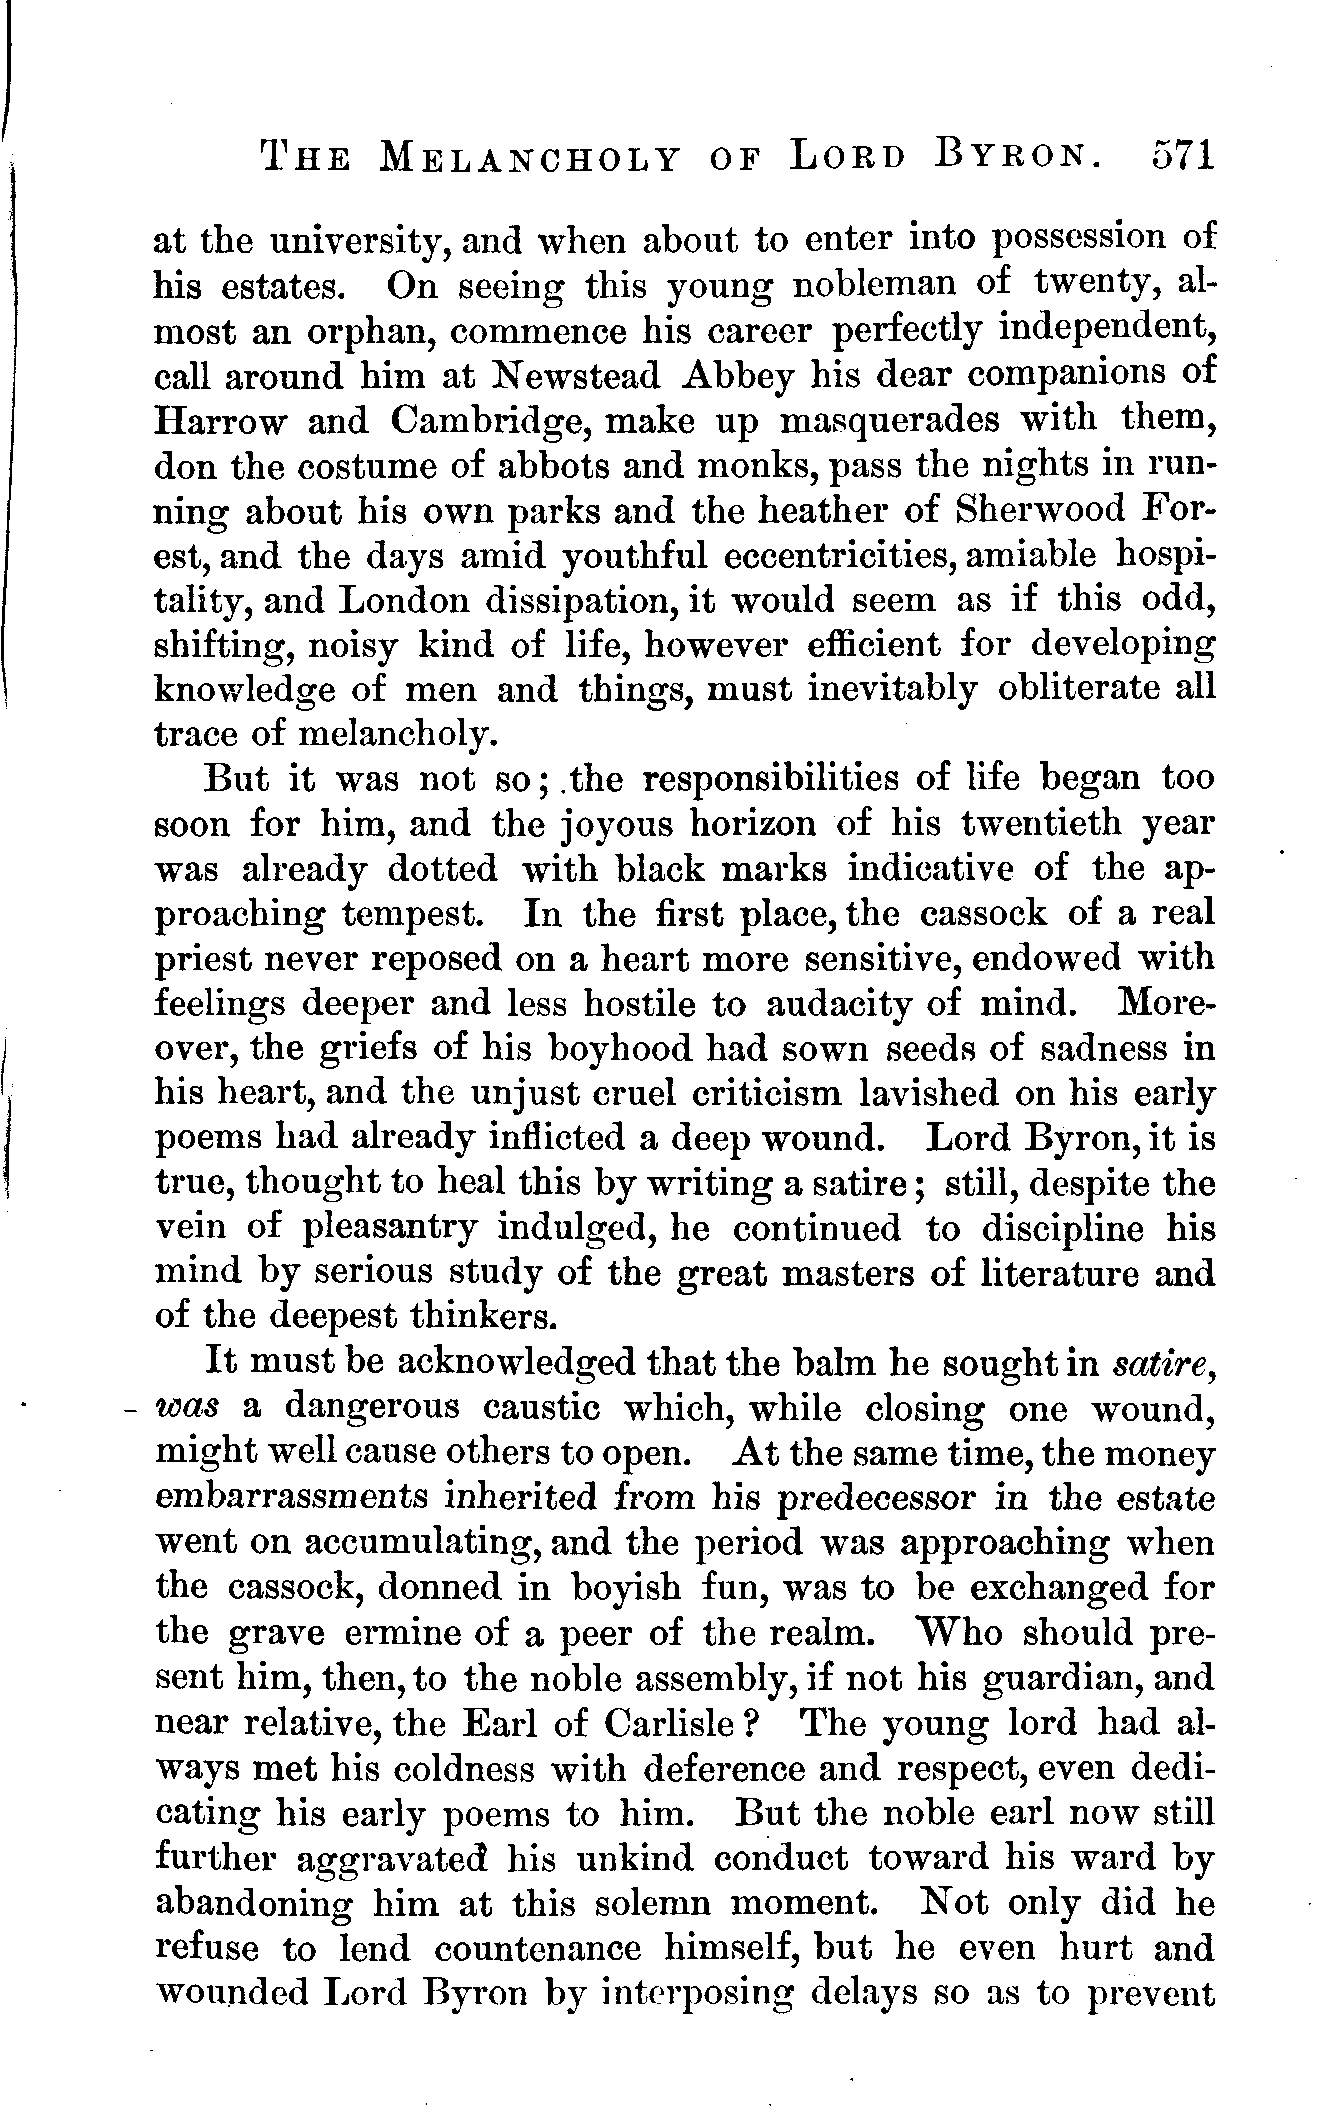 THE MELANCHOLY OF LORD BYRON. 571
at the university, and when about to enter into possession of
his estates. On seeing this young nobleman of twenty, al-
most an orphan, commence his career perfectly independent,
call around him at Newstead Abbey his dear companions of
Harrow and Cambridge, make up masquerades with them,
don the costume of abbots and monks, pass the nights in run-
ning about his own parks and the heather of Sherwood For-
est, and the days amid youthful eccentricities, amiable hospi-
tality, and London dissipation, it would seem as if this odd,
shifting, noisy kind of life, however efficient for developing
knowledge of men and things, must inevitably obliterate all
trace of melancholy.
But it was not so; the responsibilities of life began too
soon for him, and the joyous horizon of his twentieth year
was already dotted with black marks indicative of the ap-
proaching tempest. In the first place, the cassock of a real
priest never reposed on a heart more sensitive, endowed with
feelings deeper and less hostile to audacity of mind. More-
over, the griefs of his boyhood had sown seeds of sadness in
his heart, and the unjust cruel criticism lavished on his early
poems had already inflicted a deep wound. Lord Byron, it is
true, thought to heal this by writing a satire; still, despite the
vein of pleasantry indulged, he continued to discipline his
mind by serious study of the great masters of literature and
of the deepest thinkers.
It must be acknowledged that the balm he sought in satire,
was a dangerous caustic which, while closing one wound,
might well cause others to open. At the same time, the money
embarrassments inherited from his predecessor in the estate
went on accumulating, and the period was approaching when
the cassock, donned in boyish fun, was to be exchanged for
the grave ermine of a peer of the realm. Who should pre-
sent him, then, to the noble assembly, if not his guardian, and
near relative, the Earl of Carlisle? The young lord had al-
ways met his coldness with deference and respect, even dedi-
cating his early poems to him. But the noble earl now still
further aggravated his unkind conduct toward his ward by
abandoning him at this solemn moment. Not only did he
refuse to lend countenance himself, but he even hurt and
wounded Lord Byron by interposing delays so as to prevent